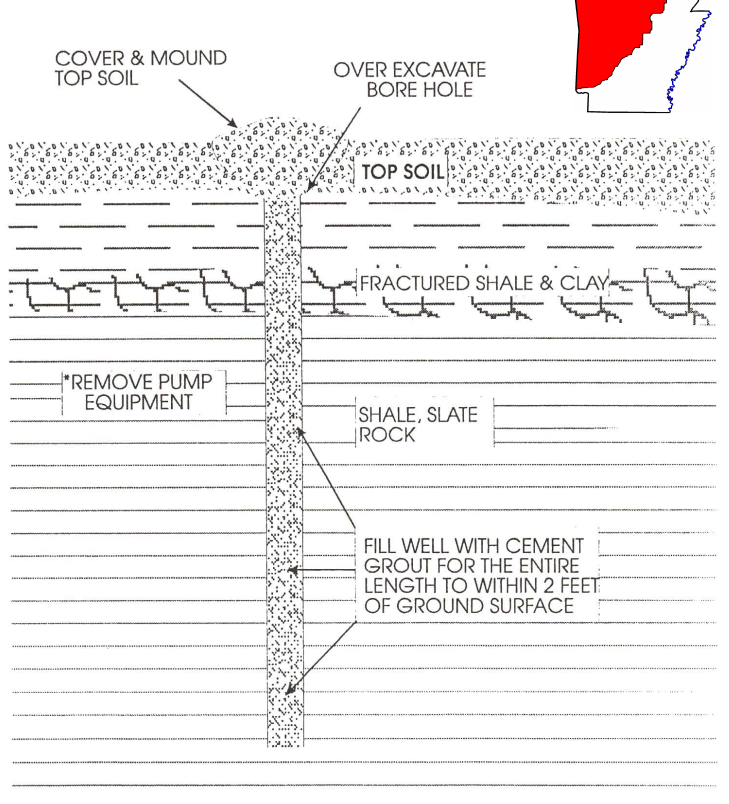 COVER & MOUND
TOP SOIL
OVER EXCAVATE
BORE HOLE
TOP SOIL
FRACTURED SHALE & CLAY
*REMOVE PUMP
EQUIPMENT
SHALE, SLATE
ROCK
FILL WELL WITH CEMENT
GROUT FOR THE ENTIRE
LENGTH TO WITHIN 2 FEET
OF GROUND SURFACE